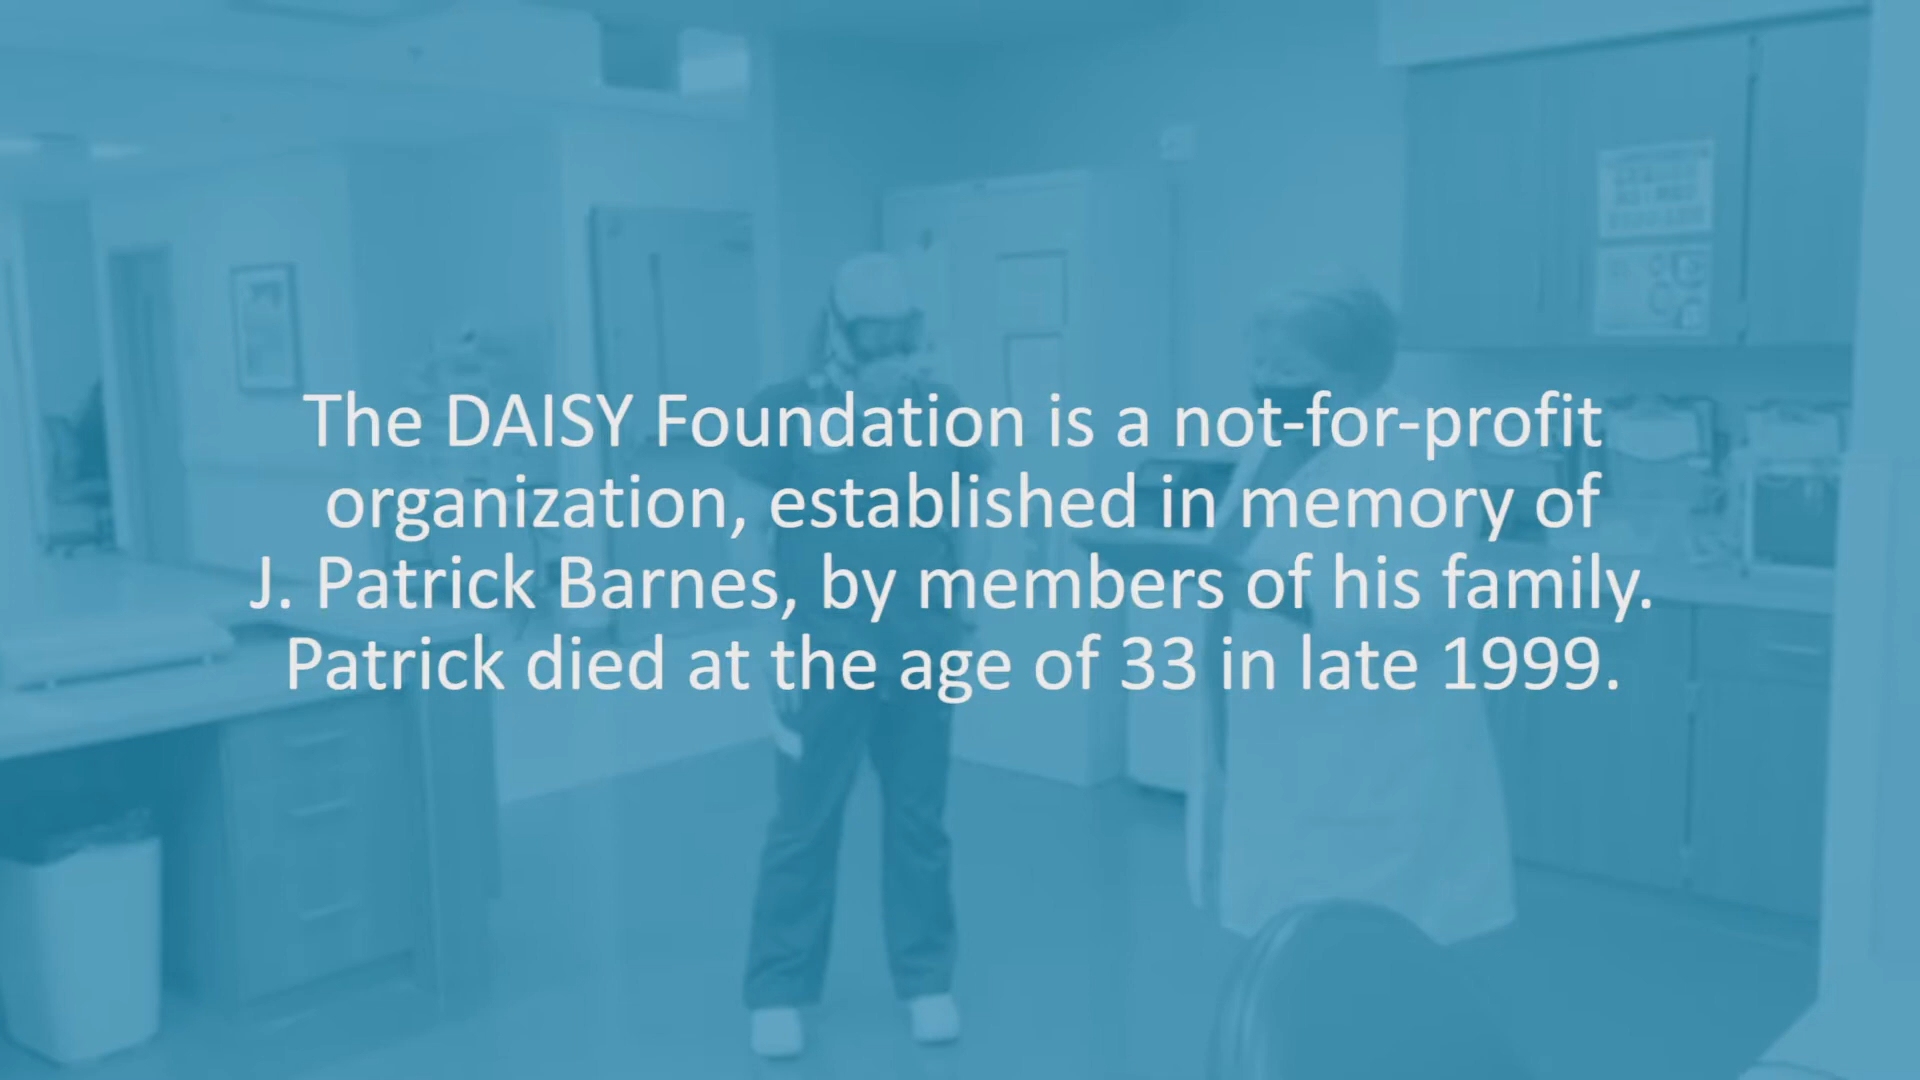 The DAISY Foundation is a not-for-profit
organization, established in memory of
J. Patrick Barnes, by members of his family.
Patrick died at the age of 33 in late 1999.